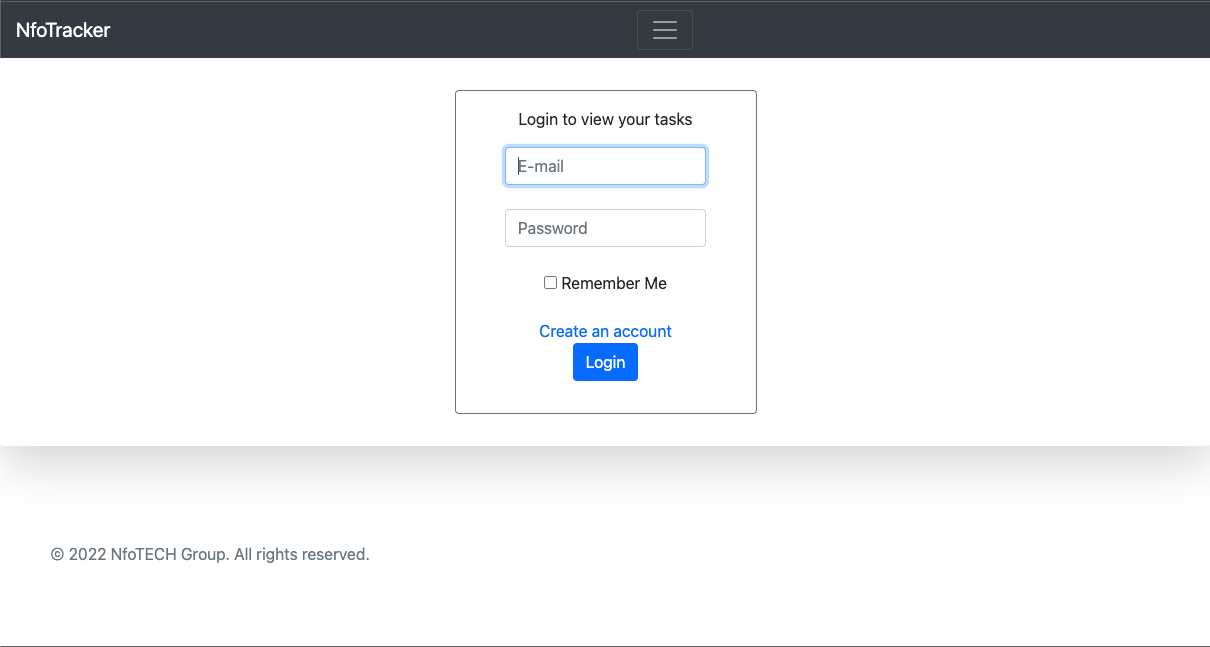 NfoTracker
Login to view your tasks
E-mail
Password
Remember Me
Create an account
Login
© 2022 NfoTECH Group. All rights reserved.